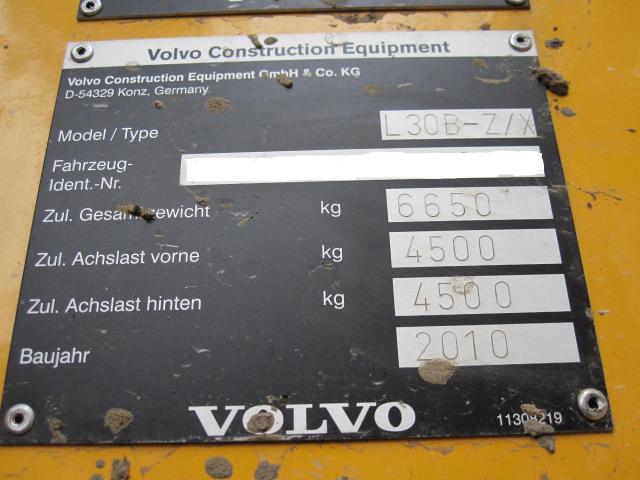 Volvo Construction Equipment
Volvo Construction Equipment GmbH & Co. KG
D-54329 Konz, Germany
Model / Type L30B-Z/X
Fahrzeug-
Ident.-Nr.
Zul. Gesamtgewicht kg 6650
Zul. Achslast vorne kg 4500
Zul. Achslast hinten kg 4500
Baujahr 2010
VOLVO